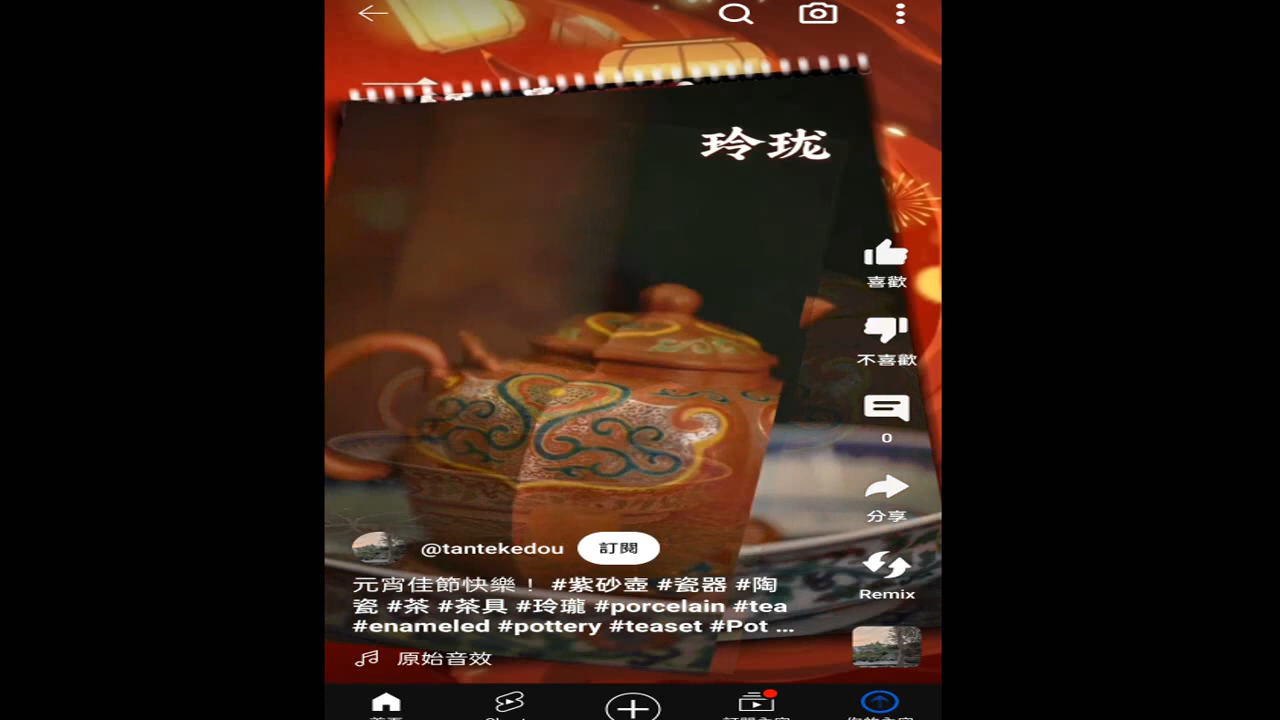 玲珑
喜歡
不喜歡
0
分享
Remix
@tantekedou 訂閱
元宵佳節快樂！ #紫砂壺 #瓷器 #陶
瓷 #茶 #茶具 #玲瓏 #porcelain #tea
#enameled #pottery #teaset #Pot ...
原始音效